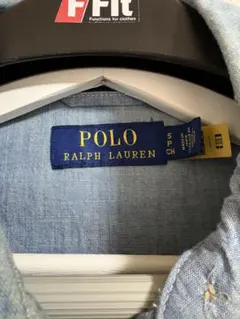 FFit
Functions for clothes
POLO
RALPH LAUREN
S
P
CH